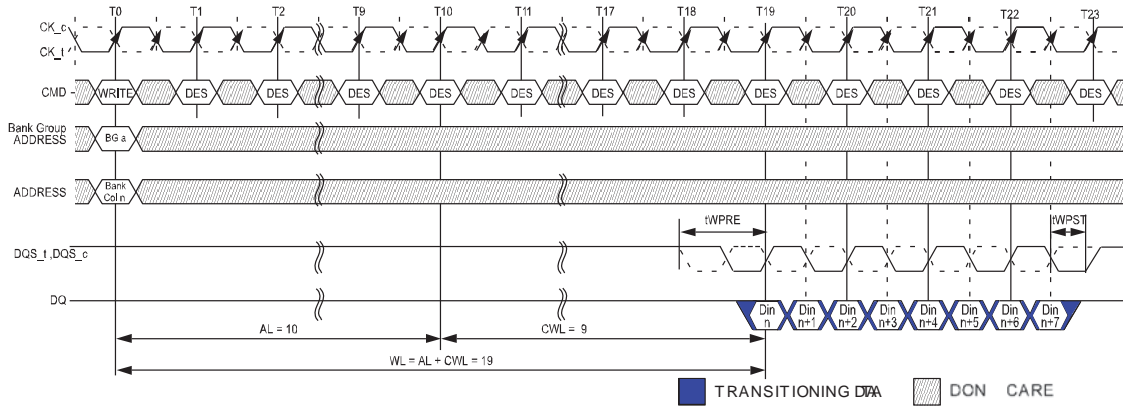 T0 T1 T2 T9 T10 T11 T17 T18 T19 T20 T21 T22 T23
CK_c
CK_t
CMD WRITE DES DES DES DES DES DES DES DES DES DES DES DES
Bank Group
ADDRESS
BG a
ADDRESS
Bank
Col n
tWPRE tWPST
DQS_t ,DQS_c
DQ
Din Din Din Din Din Din Din Din
n n+1 n+2 n+3 n+4 n+5 n+6 n+7
AL = 10 CWL = 9
WL = AL + CWL = 19
TRANSITIONING DATA DON CARE